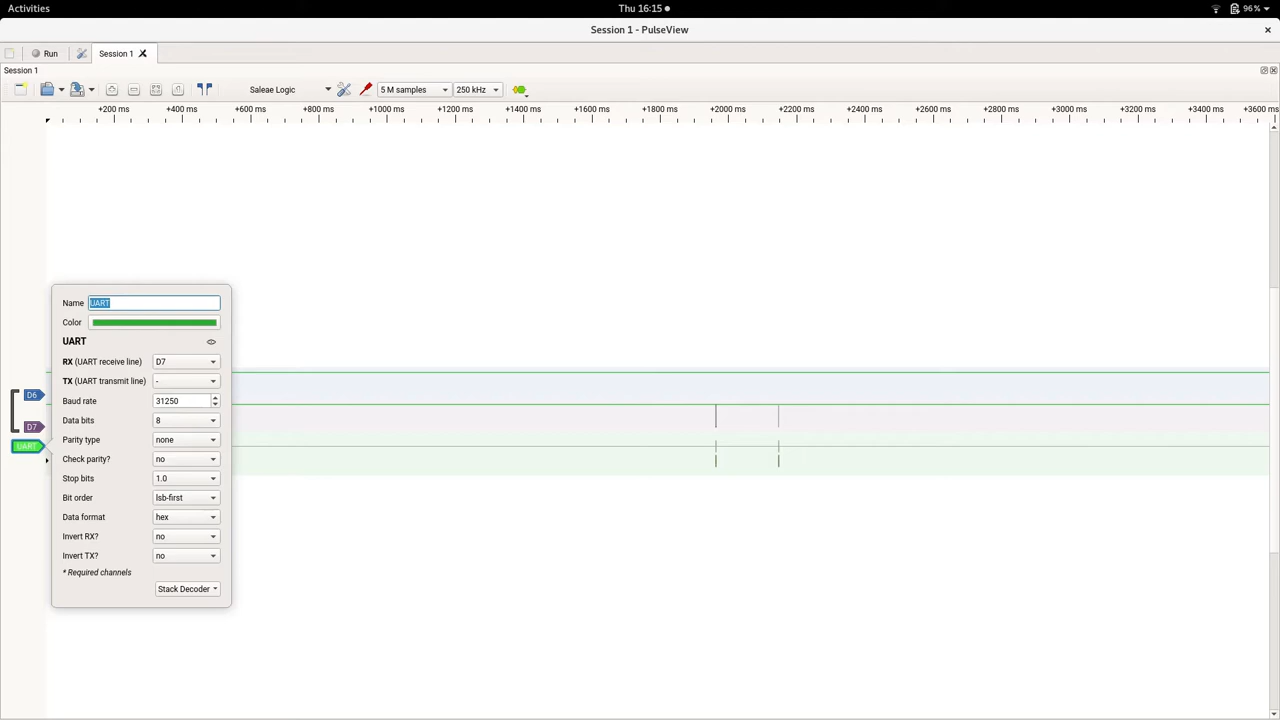 Activities
Thu 16:15
96%
Session 1 - PulseView
Run
Session 1
Session 1
Saleae Logic
5 M samples
250 kHz
+200 ms +400 ms +600 ms +800 ms +1000 ms +1200 ms +1400 ms +1600 ms +1800 ms +2000 ms +2200 ms +2400 ms +2600 ms +2800 ms +3000 ms +3200 ms +3400 ms +3600 ms
D6
D7
UART
Name UART
Color
UART
RX (UART receive line) D7
TX (UART transmit line) -
Baud rate 31250
Data bits 8
Parity type none
Check parity? no
Stop bits 1.0
Bit order lsb-first
Data format hex
Invert RX? no
Invert TX? no
* Required channels
Stack Decoder